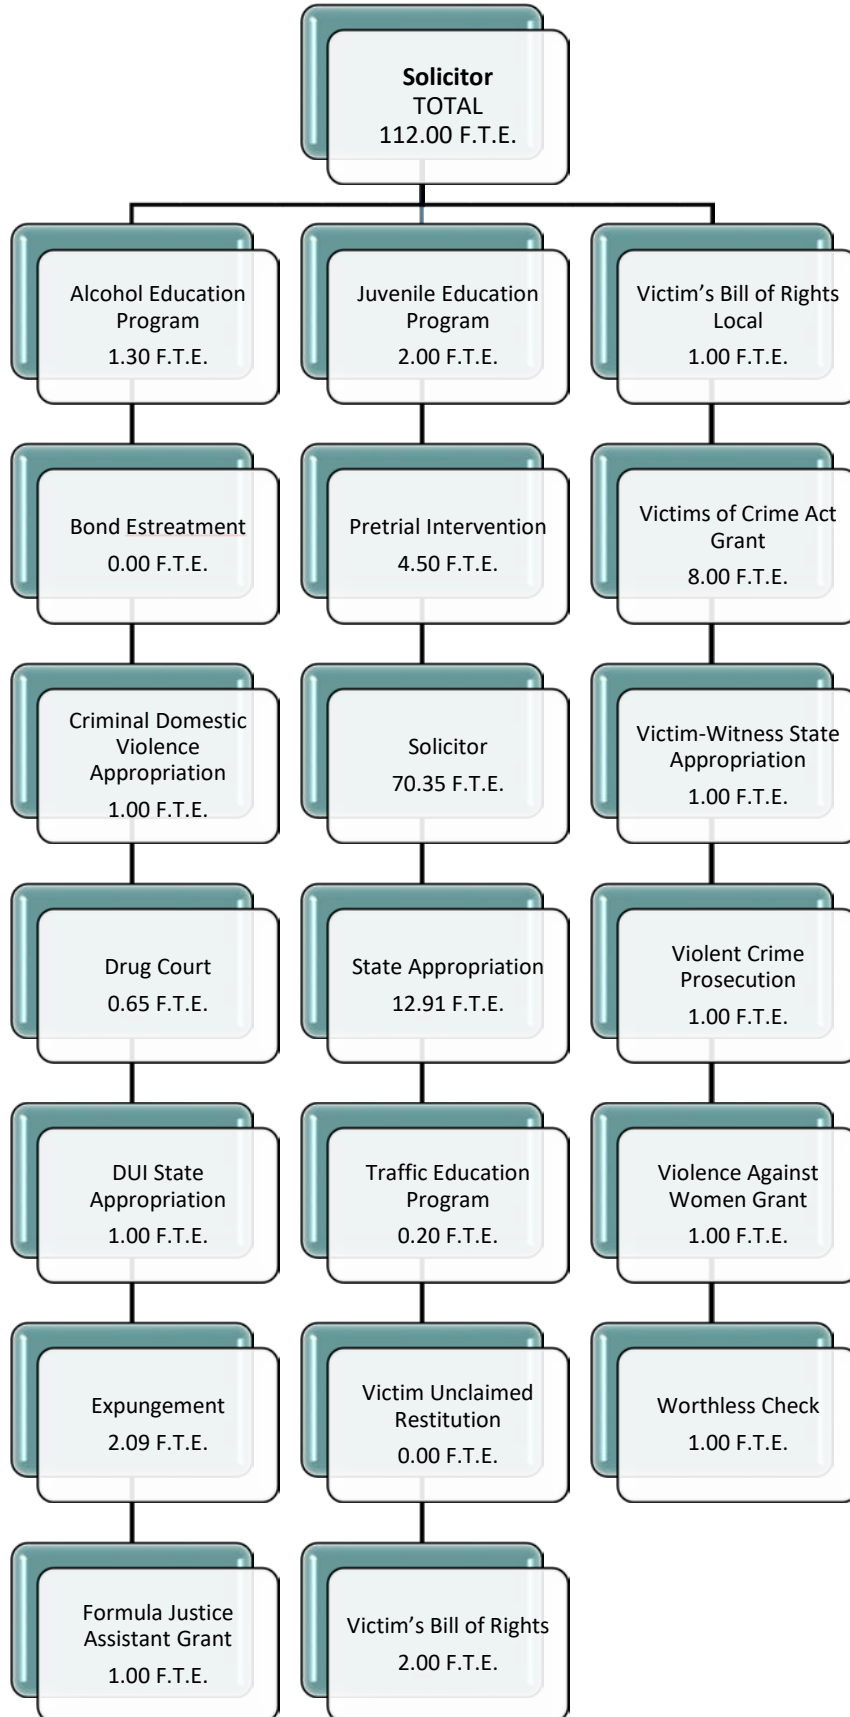 Solicitor
TOTAL
112.00 F.T.E.
Alcohol Education
Program
1.30 F.T.E.
Bond Estreatment
0.00 F.T.E.
Criminal Domestic
Violence
Appropriation
1.00 F.T.E.
Drug Court
0.65 F.T.E.
DUI State
Appropriation
1.00 F.T.E.
Expungement
2.09 F.T.E.
Formula Justice
Assistant Grant
1.00 F.T.E.
Juvenile Education
Program
2.00 F.T.E.
Pretrial Intervention
4.50 F.T.E.
Solicitor
70.35 F.T.E.
State Appropriation
12.91 F.T.E.
Traffic Education
Program
0.20 F.T.E.
Victim Unclaimed
Restitution
0.00 F.T.E.
Victim’s Bill of Rights
2.00 F.T.E.
Victim’s Bill of Rights
Local
1.00 F.T.E.
Victims of Crime Act
Grant
8.00 F.T.E.
Victim-Witness State
Appropriation
1.00 F.T.E.
Violent Crime
Prosecution
1.00 F.T.E.
Violence Against
Women Grant
1.00 F.T.E.
Worthless Check
1.00 F.T.E.